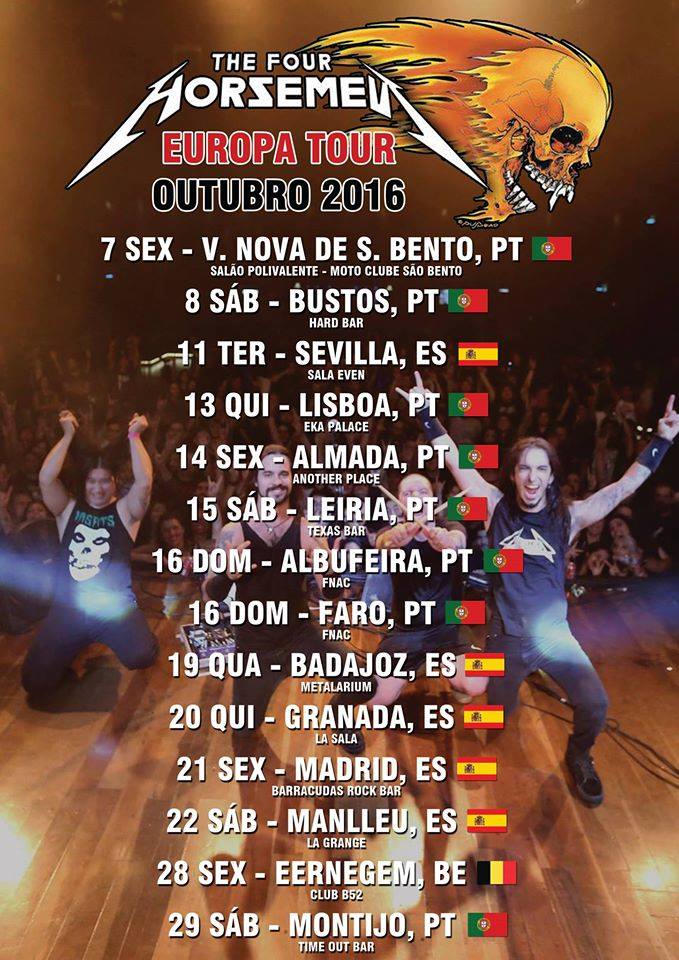 THE FOUR
HORSEMEN
EUROPA TOUR
OUTUBRO 2016
7 SEX - V. NOVA DE S. BENTO, PT
SALÃO POLIVALENTE - MOTO CLUBE SÃO BENTO
8 SÁB - BUSTOS, PT
HARD BAR
11 TER - SEVILLA, ES
SALA EVEN
13 QUI - LISBOA, PT
EKA PALACE
14 SEX - ALMADA, PT
ANOTHER PLACE
15 SÁB - LEIRIA, PT
TEXAS BAR
16 DOM - ALBUFEIRA, PT
FNAC
16 DOM - FARO, PT
FNAC
19 QUA - BADAJOZ, ES
METALARIUM
20 QUI - GRANADA, ES
LA SALA
21 SEX - MADRID, ES
BARRACUDAS ROCK BAR
22 SÁB - MANLLEU, ES
LA GRANGE
28 SEX - EERNEGEM, BE
CLUB B52
29 SÁB - MONTIJO, PT
TIME OUT BAR
MISFITS